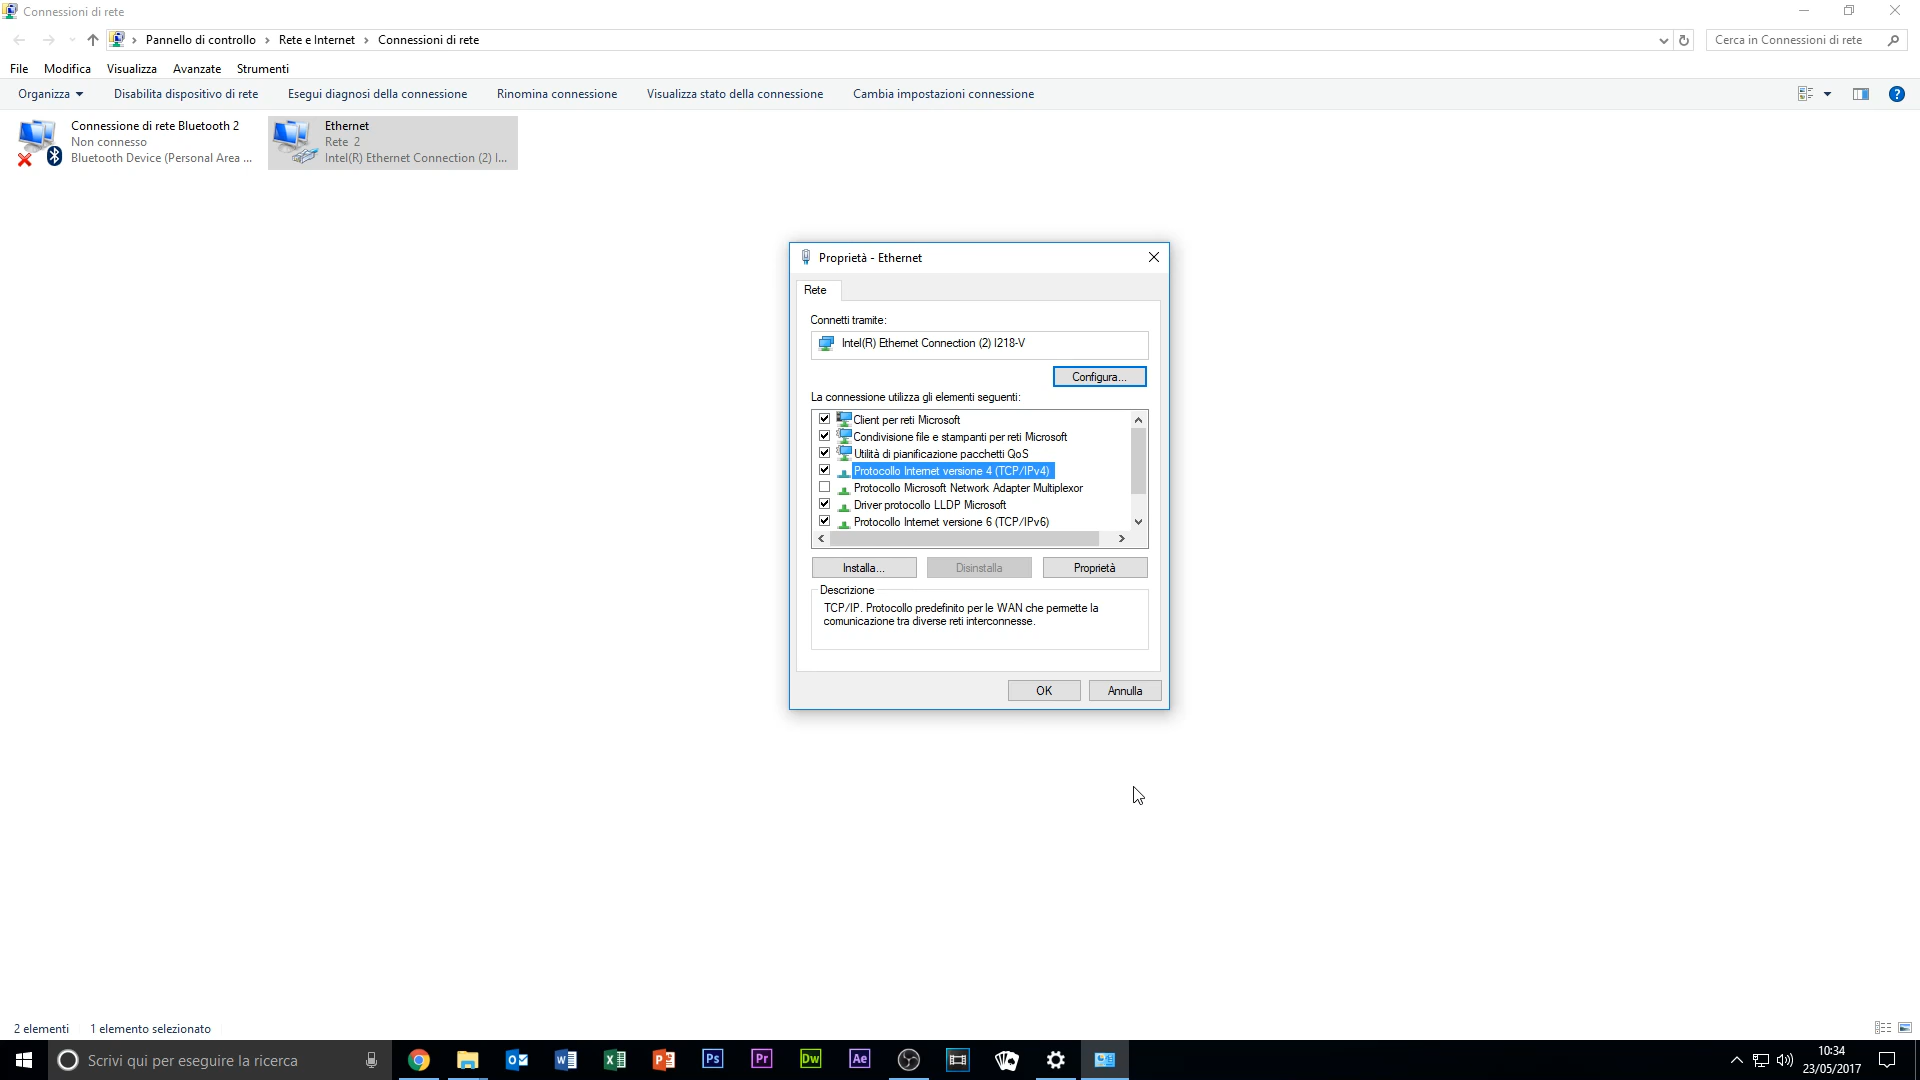 Connessioni di rete
Pannello di controllo
Rete e Internet
Connessioni di rete
Cerca in Connessioni di rete
File
Modifica
Visualizza
Avanzate
Strumenti
Organizza
Disabilita dispositivo di rete
Esegui diagnosi della connessione
Rinomina connessione
Visualizza stato della connessione
Cambia impostazioni connessione
?
Connessione di rete Bluetooth 2
Non connesso
Bluetooth Device (Personal Area ...
Ethernet
Rete 2
Intel(R) Ethernet Connection (2) I...
Proprietà - Ethernet
Rete
Connetti tramite:
Intel(R) Ethernet Connection (2) I218-V
Configura...
La connessione utilizza gli elementi seguenti:
Client per reti Microsoft
Condivisione file e stampanti per reti Microsoft
Utilità di pianificazione pacchetti QoS
Protocollo Internet versione 4 (TCP/IPv4)
Protocollo Microsoft Network Adapter Multiplexor
Driver protocollo LLDP Microsoft
Protocollo Internet versione 6 (TCP/IPv6)
Installa...
Disinstalla
Proprietà
Descrizione
TCP/IP. Protocollo predefinito per le WAN che permette la
comunicazione tra diverse reti interconnesse.
OK
Annulla
2 elementi
1 elemento selezionato
Scrivi qui per eseguire la ricerca
Ps
Pr
Dw
Ae
10:34
23/05/2017